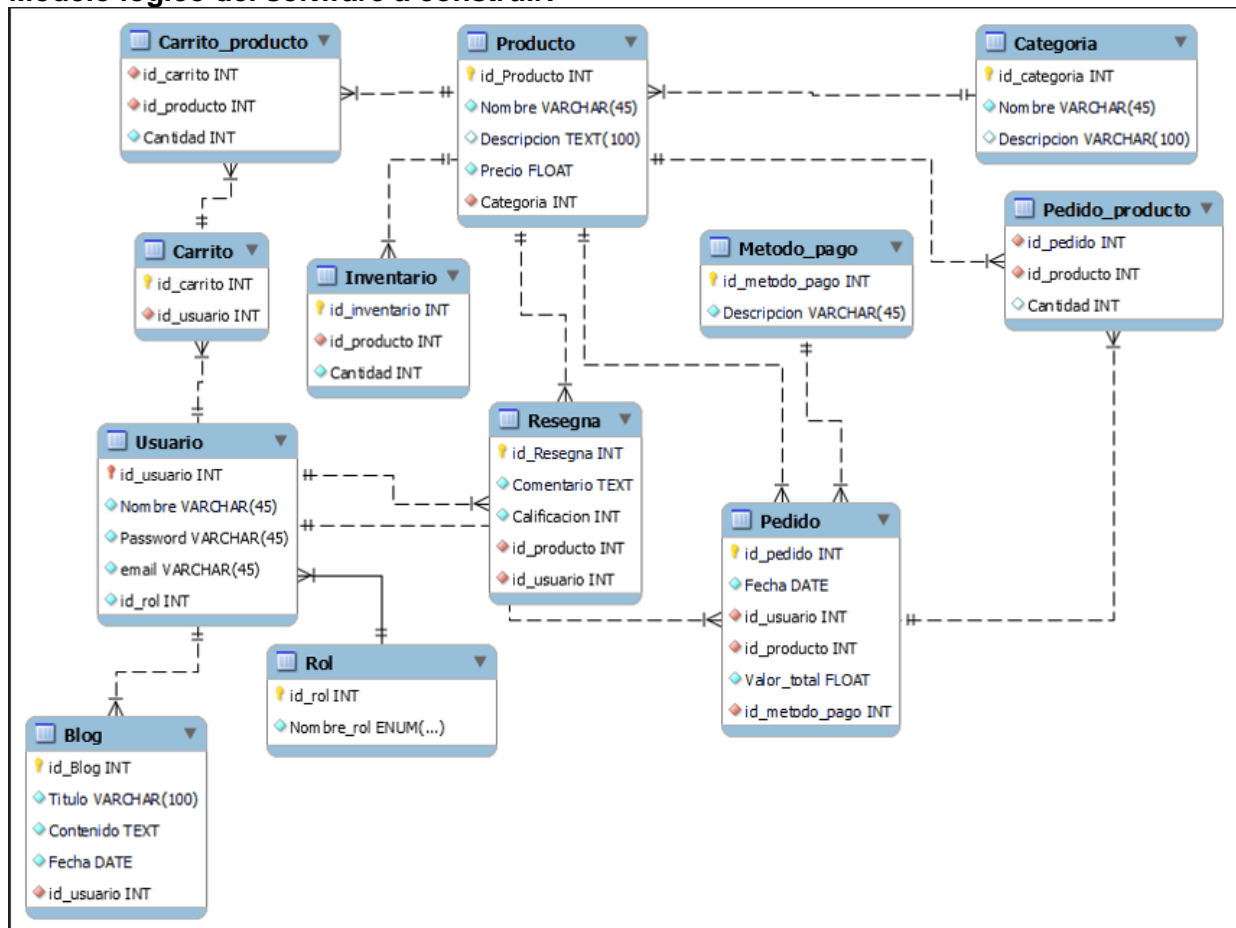 Modelo lógico del software a construir.
Carrito_producto
id_carrito INT
id_producto INT
Cantidad INT
Producto
id_Producto INT
Nombre VARCHAR(45)
Descripcion TEXT(100)
Precio FLOAT
Categoria INT
Categoria
id_categoria INT
Nombre VARCHAR(45)
Descripcion VARCHAR(100)
Pedido_producto
id_pedido INT
id_producto INT
Cantidad INT
Carrito
id_carrito INT
id_usuario INT
Inventario
id_inventario INT
id_producto INT
Cantidad INT
Metodo_pago
id_metodo_pago INT
Descripcion VARCHAR(45)
Usuario
id_usuario INT
Nombre VARCHAR(45)
Password VARCHAR(45)
email VARCHAR(45)
id_rol INT
Resegna
id_Resegna INT
Comentario TEXT
Calificacion INT
id_producto INT
id_usuario INT
Pedido
id_pedido INT
Fecha DATE
id_usuario INT
id_producto INT
Valor_total FLOAT
id_metodo_pago INT
Rol
id_rol INT
Nombre_rol ENUM(...)
Blog
id_Blog INT
Titulo VARCHAR(100)
Contenido TEXT
Fecha DATE
id_usuario INT